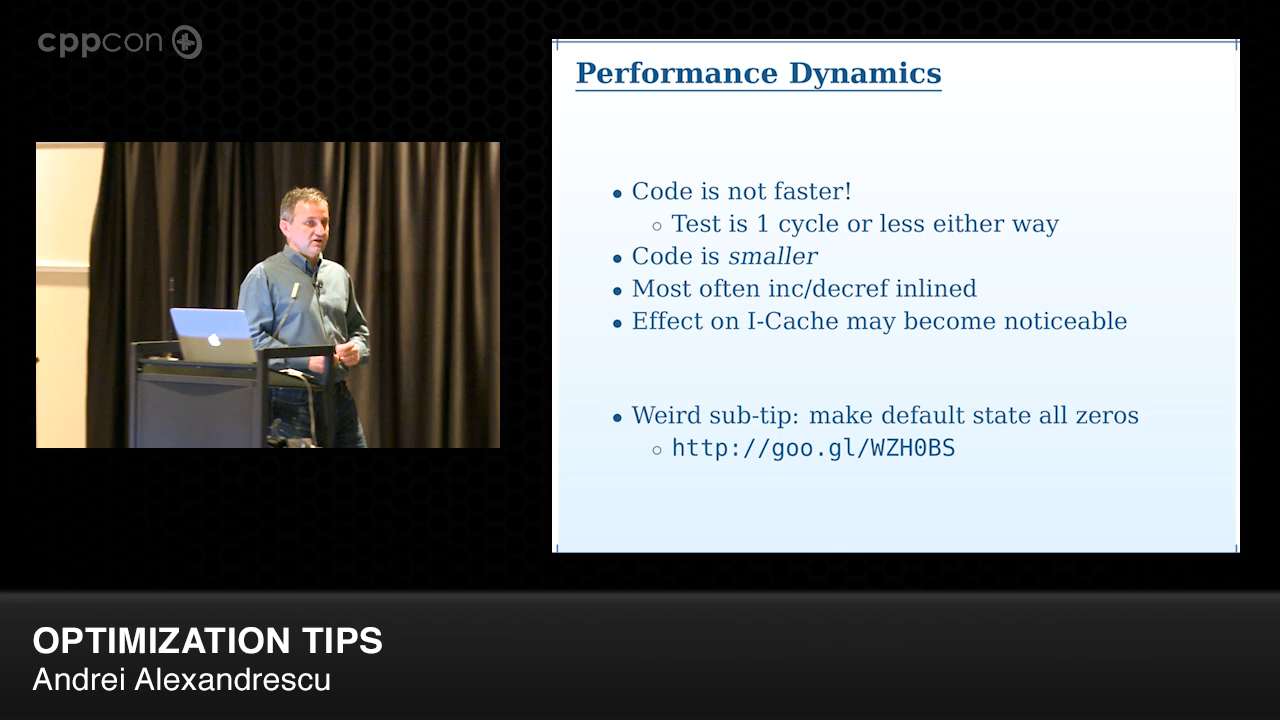 cppcon
Performance Dynamics
• Code is not faster!
◦ Test is 1 cycle or less either way
• Code is smaller
• Most often inc/decref inlined
• Effect on I-Cache may become noticeable
• Weird sub-tip: make default state all zeros
◦ http://goo.gl/WZH0BS
OPTIMIZATION TIPS
Andrei Alexandrescu